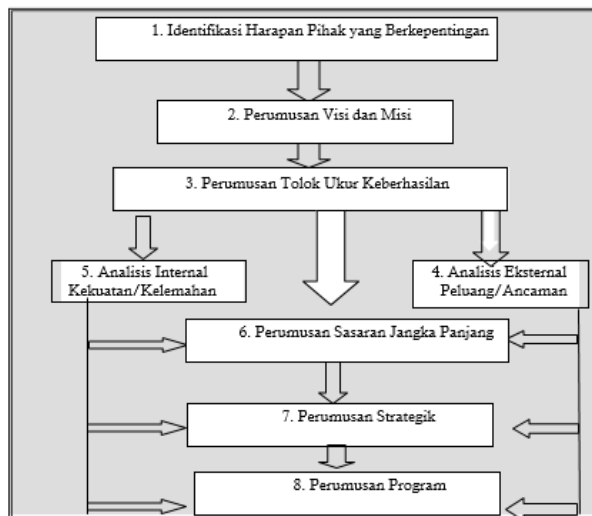 1. Identifikasi Harapan Pihak yang Berkepentingan
2. Perumusan Visi dan Misi
3. Perumusan Tolok Ukur Keberhasilan
5. Analisis Internal
Kekuatan/Kelemahan
4. Analisis Eksternal
Peluang/Ancaman
6. Perumusan Sasaran Jangka Panjang
7. Perumusan Strategik
8. Perumusan Program